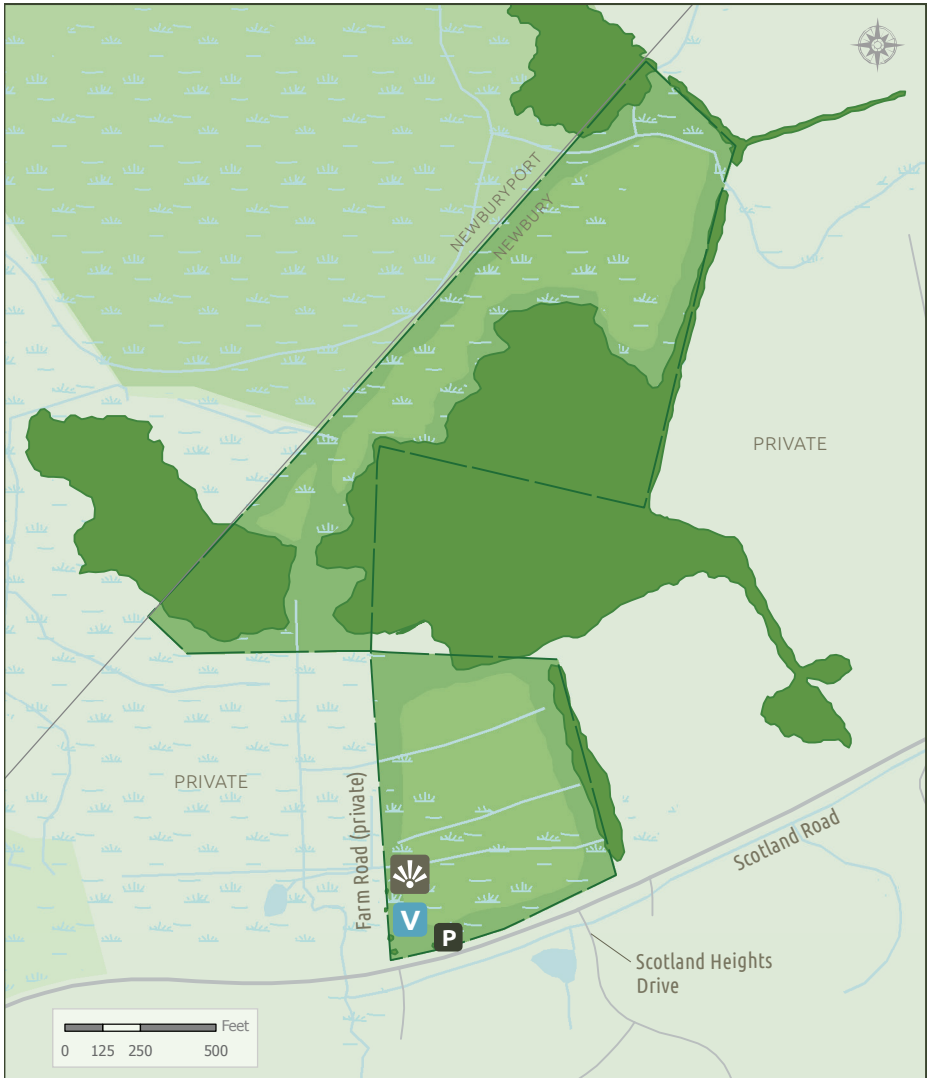 NEWBURYPORT
NEWBURY
PRIVATE
PRIVATE
Farm Road (private)
Scotland Road
V
P
Scotland Heights
Drive
Feet
0 125 250 500